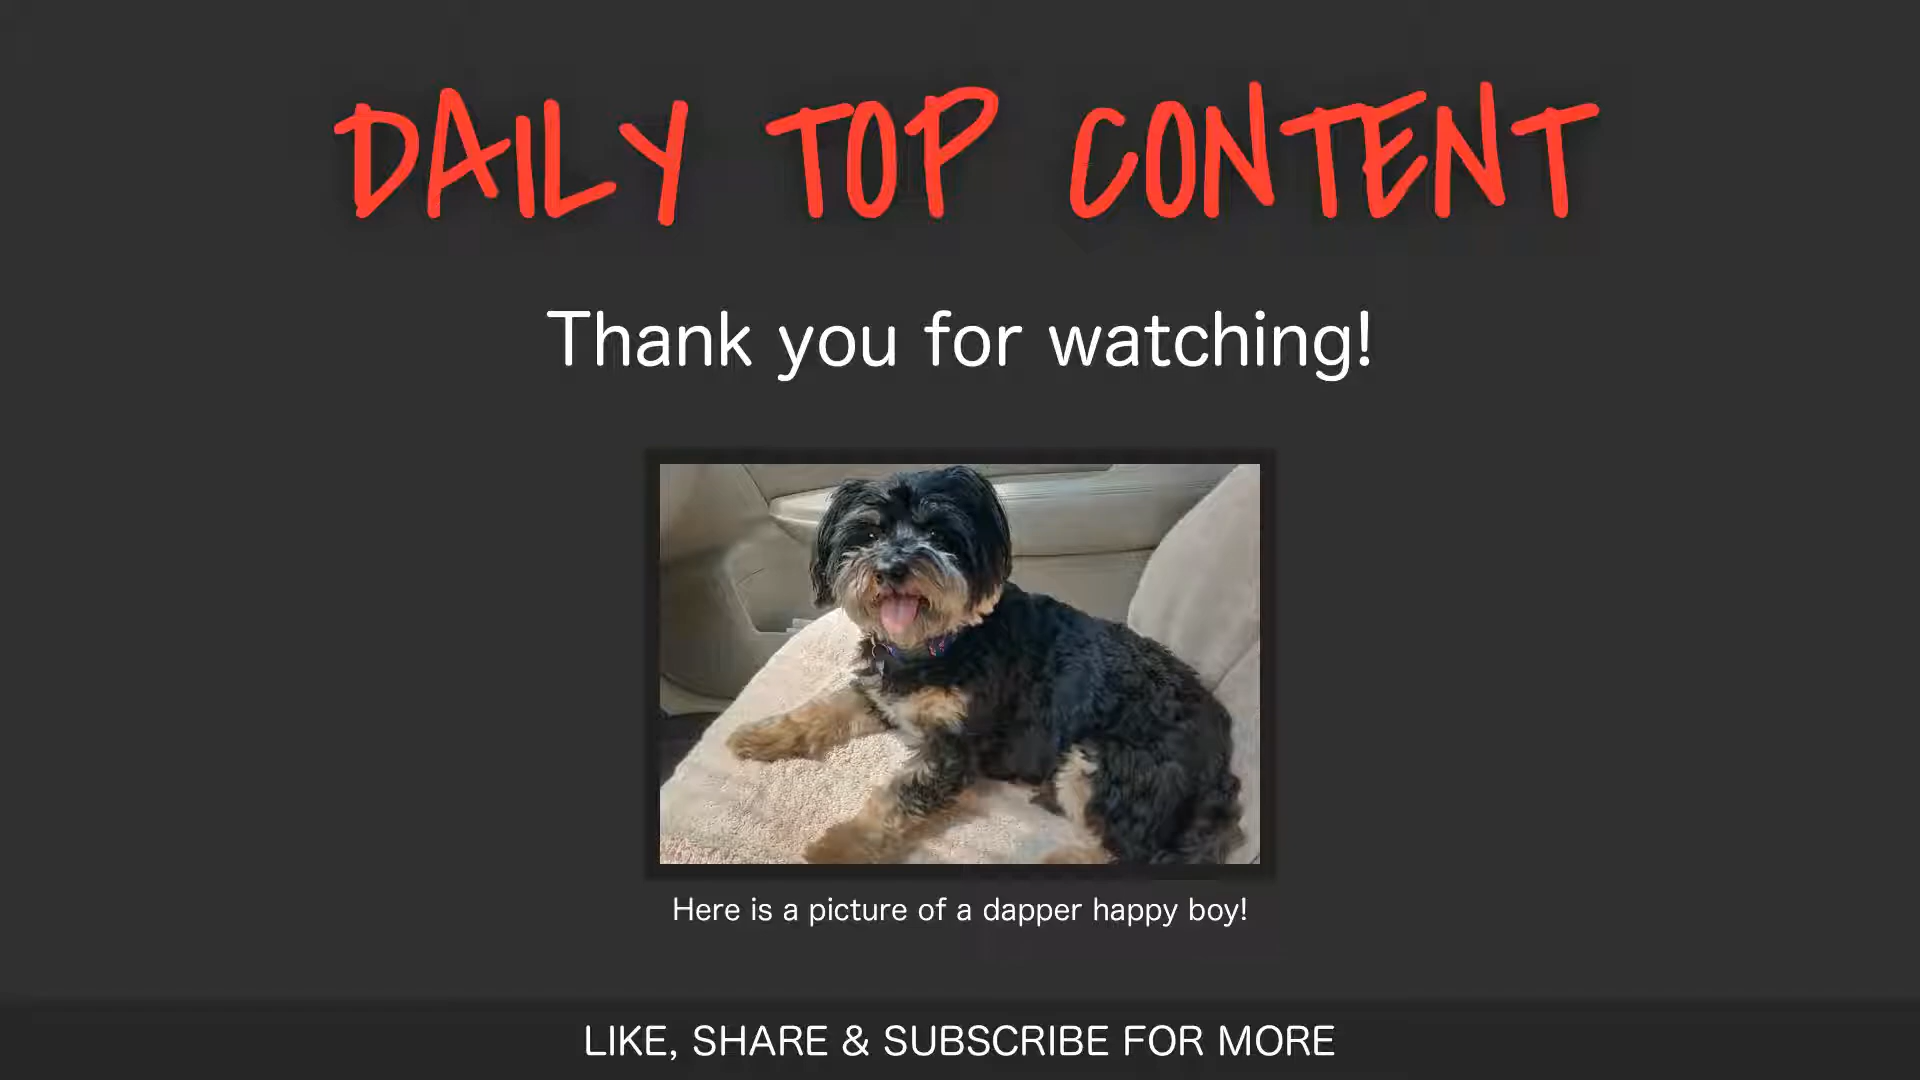 DAILY TOP CONTENT
Thank you for watching!
Here is a picture of a dapper happy boy!
LIKE, SHARE & SUBSCRIBE FOR MORE